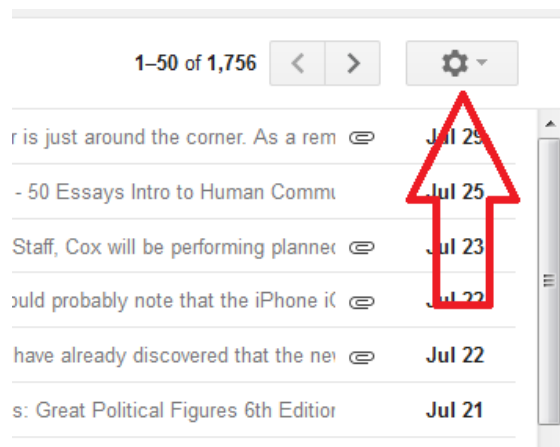 1–50 of 1,756
r is just around the corner. As a rem Jul 29
- 50 Essays Intro to Human Commu Jul 25
Staff, Cox will be performing planned Jul 23
ould probably note that the iPhone Jul 22
have already discovered that the new Jul 22
s: Great Political Figures 6th Edition Jul 21